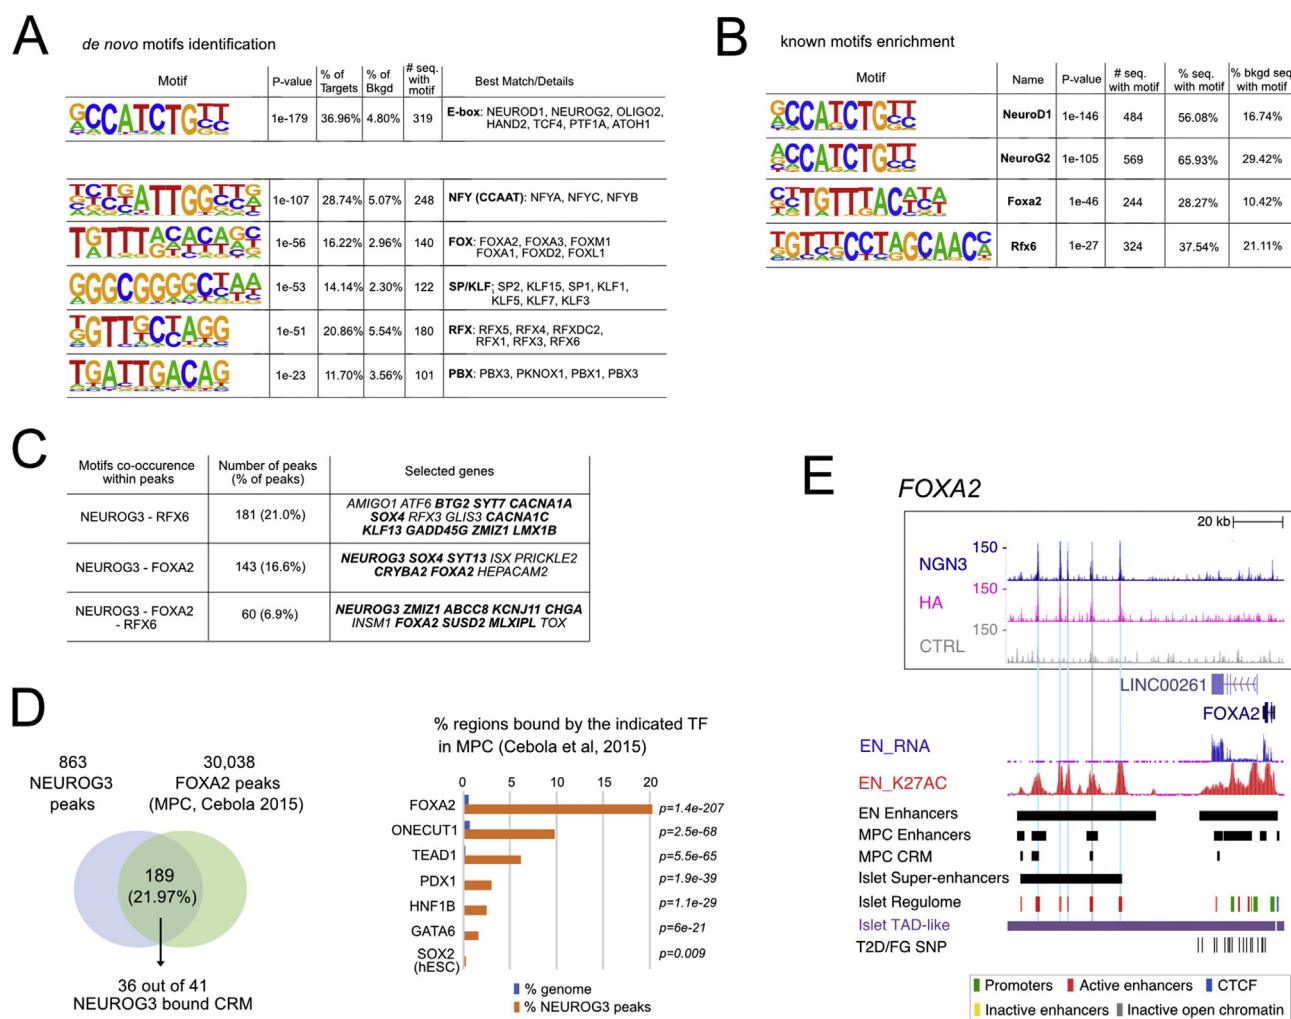 A
de novo motifs identification
Motif
P-value
% of Targets
% of Bkgd
# seq. with motif
Best Match/Details
1e-179 36.96% 4.80% 319 E-box: NEUROD1, NEUROG2, OLIGO2,
HAND2, TCF4, PTF1A, ATOH1
1e-107 28.74% 5.07% 248 NFY (CCAAT): NFYA, NFYC, NFYB
1e-56 16.22% 2.96% 140 FOX: FOXA2, FOXA3, FOXM1
FOXA1, FOXD2, FOXL1
1e-53 14.14% 2.30% 122 SP/KLF: SP2, KLF15, SP1, KLF1,
KLF5, KLF7, KLF3
1e-51 20.86% 5.54% 180 RFX: RFX5, RFX4, RFXDC2,
RFX1, RFX3, RFX6
1e-23 11.70% 3.56% 101 PBX: PBX3, PKNOX1, PBX1, PBX3
B
known motifs enrichment
Motif
Name
P-value
# seq. with motif
% seq. with motif
% bkgd seq with motif
NeuroD1 1e-146 484 56.08% 16.74%
NeuroG2 1e-105 569 65.93% 29.42%
Foxa2 1e-46 244 28.27% 10.42%
Rfx6 1e-27 324 37.54% 21.11%
C
Motifs co-occurence
within peaks
Number of peaks
(% of peaks)
Selected genes
NEUROG3 - RFX6
181 (21.0%)
AMIGO1 ATF6 BTG2 SYT7 CACNA1A
SOX4 RFX3 GLIS3 CACNA1C
KLF13 GADD45G ZMIZ1 LMX1B
NEUROG3 - FOXA2
143 (16.6%)
NEUROG3 SOX4 SYT13 ISX PRICKLE2
CRYBA2 FOXA2 HEPACAM2
NEUROG3 - FOXA2
- RFX6
60 (6.9%)
NEUROG3 ZMIZ1 ABCC8 KCNJ11 CHGA
INSM1 FOXA2 SUSD2 MLXIPL TOX
D
863
NEUROG3
peaks
30,038
FOXA2 peaks
(MPC, Cebola 2015)
189
(21.97%)
36 out of 41
NEUROG3 bound CRM
% regions bound by the indicated TF
in MPC (Cebola et al, 2015)
0 5 10 15 20
FOXA2 p=1.4e-207
ONECUT1 p=2.5e-68
TEAD1 p=5.5e-65
PDX1 p=1.9e-39
HNF1B p=1.1e-29
GATA6 p=6e-21
SOX2 p=0.009
(hESC)
% genome
% NEUROG3 peaks
E
FOXA2
20 kb
150 -
NGN3
150 -
HA
150 -
CTRL
LINC00261
FOXA2
EN_RNA
EN_K27AC
EN Enhancers
MPC Enhancers
MPC CRM
Islet Super-enhancers
Islet Regulome
Islet TAD-like
T2D/FG SNP
Promoters Active enhancers CTCF
Inactive enhancers Inactive open chromatin